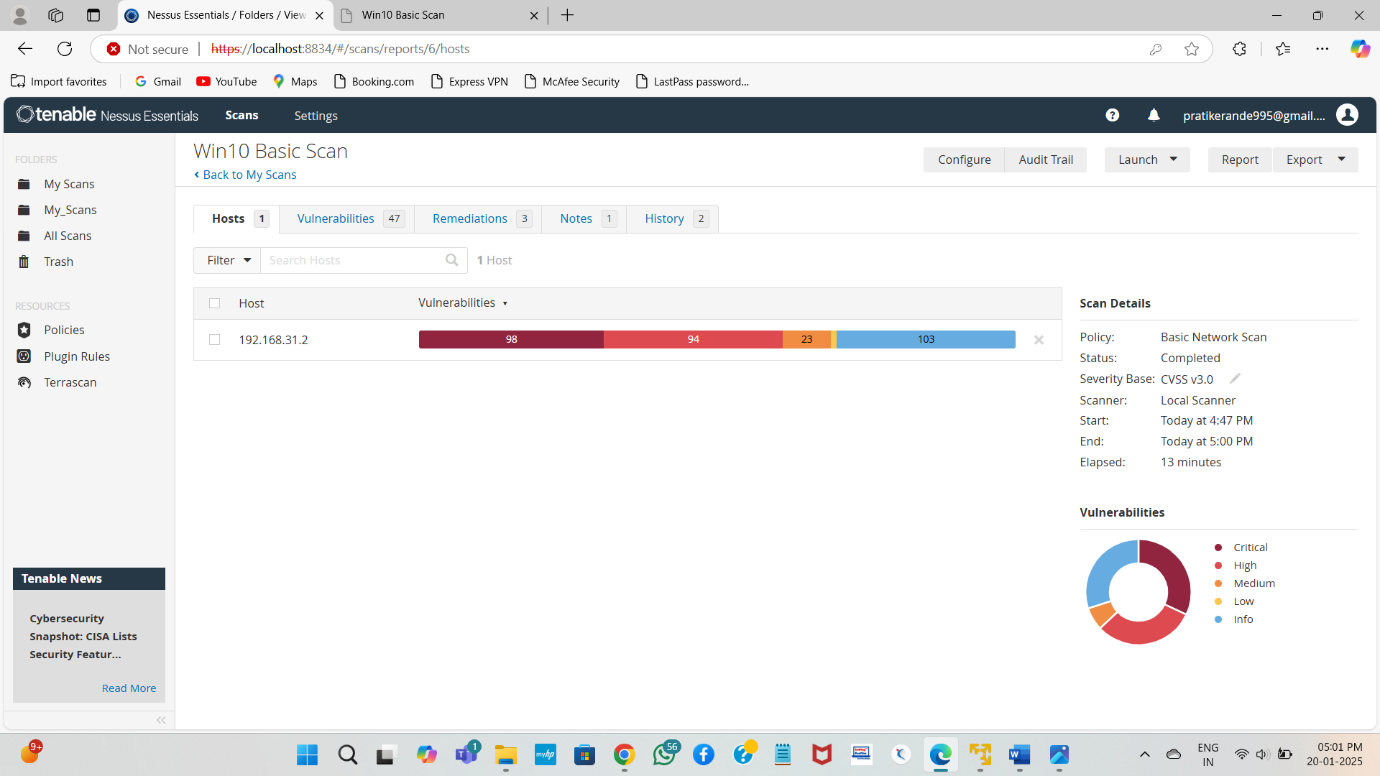 Nessus Essentials / Folders / View
Win10 Basic Scan
Not secure
https://localhost:8834/#/scans/reports/6/hosts
Import favorites
Gmail
YouTube
Maps
Booking.com
Express VPN
McAfee Security
LastPass password...
tenable Nessus Essentials
Scans
Settings
pratikerande995@gmail....
FOLDERS
My Scans
My_Scans
All Scans
Trash
RESOURCES
Policies
Plugin Rules
Terrascan
Tenable News
Cybersecurity
Snapshot: CISA Lists
Security Featur...
Read More
Win10 Basic Scan
Back to My Scans
Configure
Audit Trail
Launch
Report
Export
Hosts 1
Vulnerabilities 47
Remediations 3
Notes 1
History 2
Filter
Search Hosts
1 Host
Host
Vulnerabilities
192.168.31.2
98
94
23
103
Scan Details
Policy: Basic Network Scan
Status: Completed
Severity Base: CVSS v3.0
Scanner: Local Scanner
Start: Today at 4:47 PM
End: Today at 5:00 PM
Elapsed: 13 minutes
Vulnerabilities
Critical
High
Medium
Low
Info
9+
myhp
1
56
ENG
IN
05:01 PM
20-01-2025